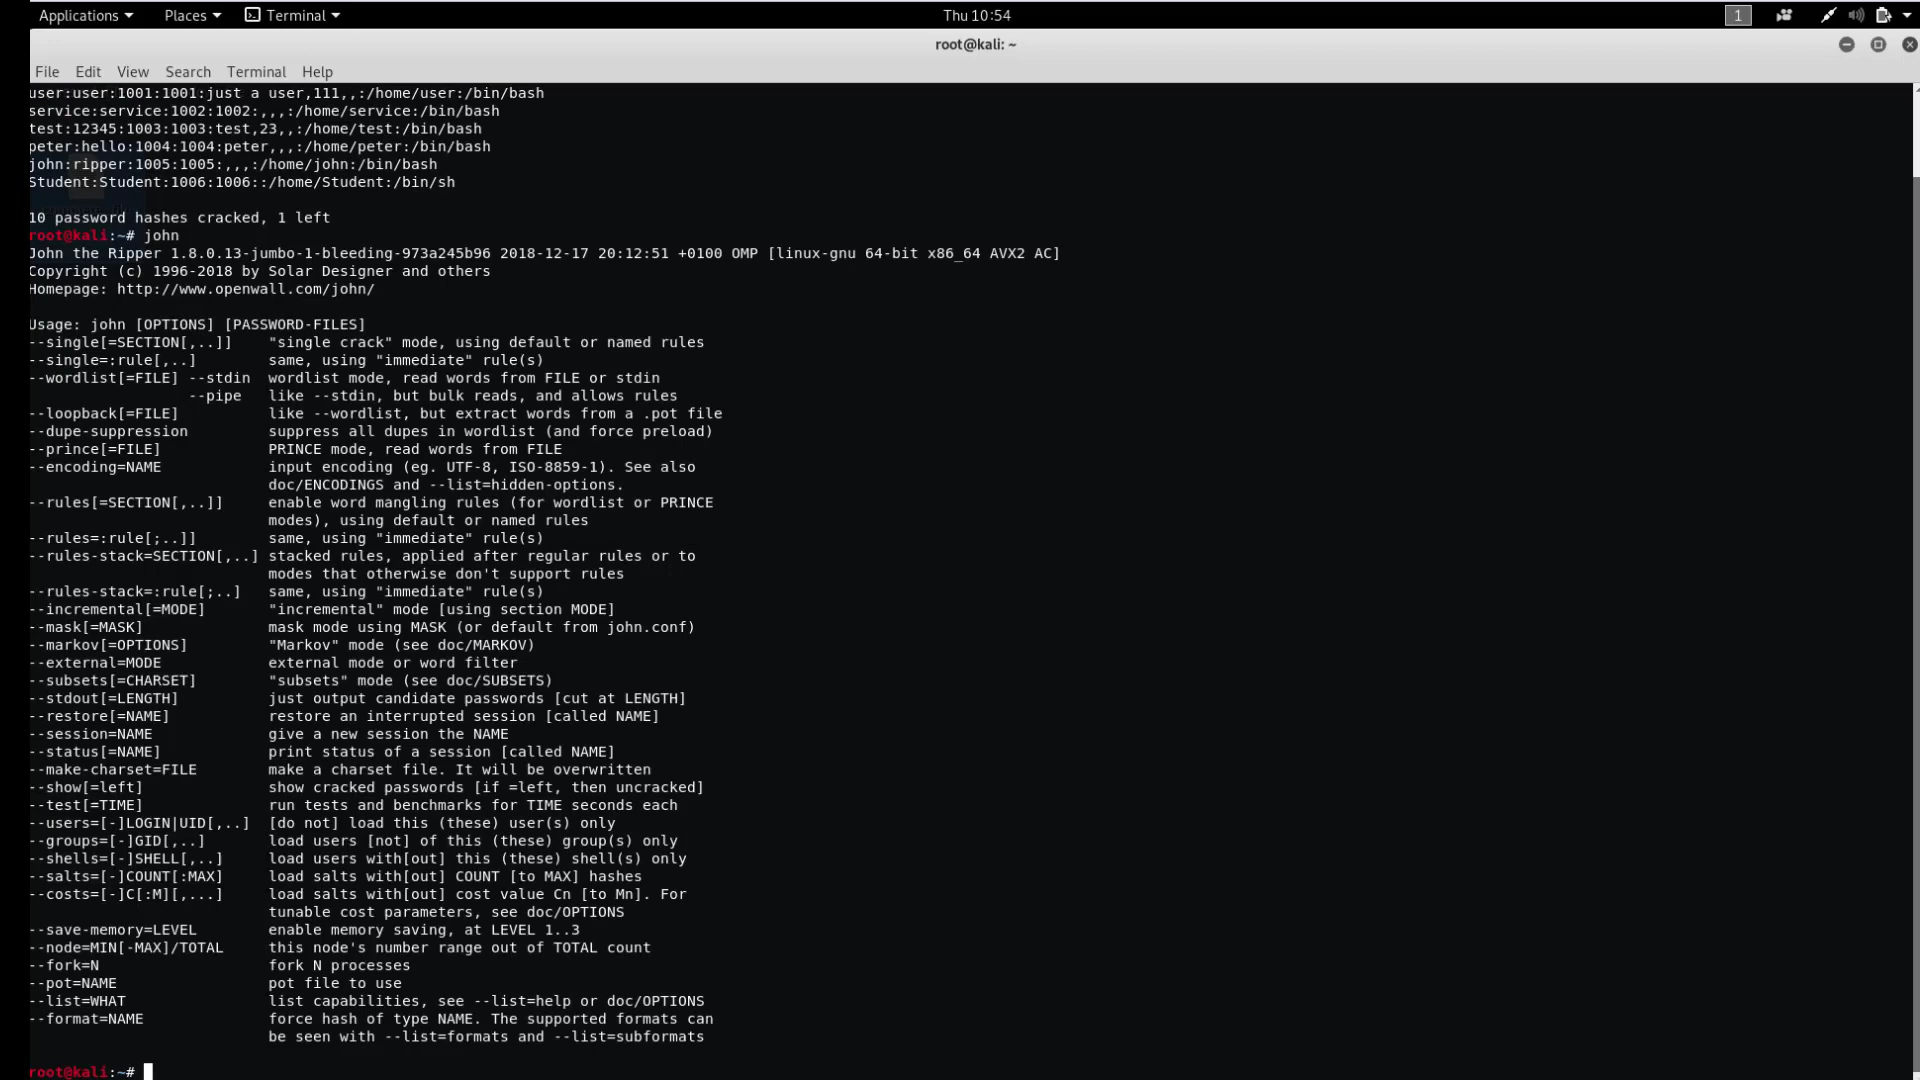 Applications Places Terminal Thu 10:54 1
root@kali: ~
File Edit View Search Terminal Help
user:user:1001:1001:just a user,111,,:/home/user:/bin/bash
service:service:1002:1002:,,,:/home/service:/bin/bash
test:12345:1003:1003:test,23,,:/home/test:/bin/bash
peter:hello:1004:1004:peter,,,:/home/peter:/bin/bash
john:ripper:1005:1005:,,,:/home/john:/bin/bash
Student:Student:1006:1006::/home/Student:/bin/sh
10 password hashes cracked, 1 left
root@kali:~# john
John the Ripper 1.8.0.13-jumbo-1-bleeding-973a245b96 2018-12-17 20:12:51 +0100 OMP [linux-gnu 64-bit x86_64 AVX2 AC]
Copyright (c) 1996-2018 by Solar Designer and others
Homepage: http://www.openwall.com/john/
Usage: john [OPTIONS] [PASSWORD-FILES]
--single[=SECTION[,..]] "single crack" mode, using default or named rules
--single=:rule[,..] same, using "immediate" rule(s)
--wordlist[=FILE] --stdin wordlist mode, read words from FILE or stdin
--pipe like --stdin, but bulk reads, and allows rules
--loopback[=FILE] like --wordlist, but extract words from a .pot file
--dupe-suppression suppress all dupes in wordlist (and force preload)
--prince[=FILE] PRINCE mode, read words from FILE
--encoding=NAME input encoding (eg. UTF-8, ISO-8859-1). See also
doc/ENCODINGS and --list=hidden-options.
--rules[=SECTION[,..]] enable word mangling rules (for wordlist or PRINCE
modes), using default or named rules
--rules=:rule[;..]] same, using "immediate" rule(s)
--rules-stack=SECTION[,..] stacked rules, applied after regular rules or to
modes that otherwise don't support rules
--rules-stack=:rule[;..] same, using "immediate" rule(s)
--incremental[=MODE] "incremental" mode [using section MODE]
--mask[=MASK] mask mode using MASK (or default from john.conf)
--markov[=OPTIONS] "Markov" mode (see doc/MARKOV)
--external=MODE external mode or word filter
--subsets[=CHARSET] "subsets" mode (see doc/SUBSETS)
--stdout[=LENGTH] just output candidate passwords [cut at LENGTH]
--restore[=NAME] restore an interrupted session [called NAME]
--session=NAME give a new session the NAME
--status[=NAME] print status of a session [called NAME]
--make-charset=FILE make a charset file. It will be overwritten
--show[=left] show cracked passwords [if =left, then uncracked]
--test[=TIME] run tests and benchmarks for TIME seconds each
--users=[-]LOGIN|UID[,..] [do not] load this (these) user(s) only
--groups=[-]GID[,..] load users [not] of this (these) group(s) only
--shells=[-]SHELL[,..] load users with[out] this (these) shell(s) only
--salts=[-]COUNT[:MAX] load salts with[out] COUNT [to MAX] hashes
--costs=[-]C[:M][,...] load salts with[out] cost value Cn [to Mn]. For
tunable cost parameters, see doc/OPTIONS
--save-memory=LEVEL enable memory saving, at LEVEL 1..3
--node=MIN[-MAX]/TOTAL this node's number range out of TOTAL count
--fork=N fork N processes
--pot=NAME pot file to use
--list=WHAT list capabilities, see --list=help or doc/OPTIONS
--format=NAME force hash of type NAME. The supported formats can
be seen with --list=formats and --list=subformats
root@kali:~#